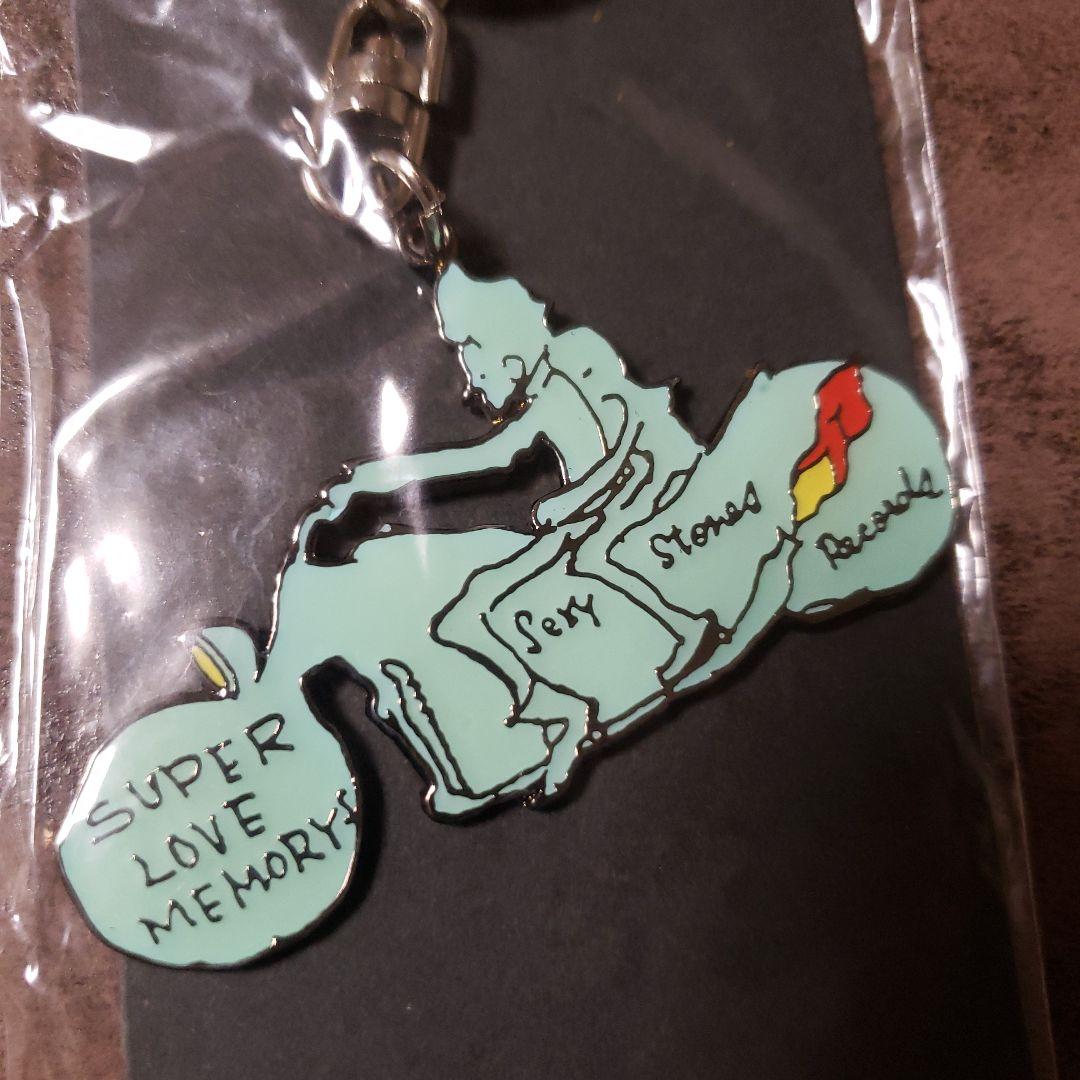 SUPER
LOVE
MEMORYS
Sexy
Stones
Records